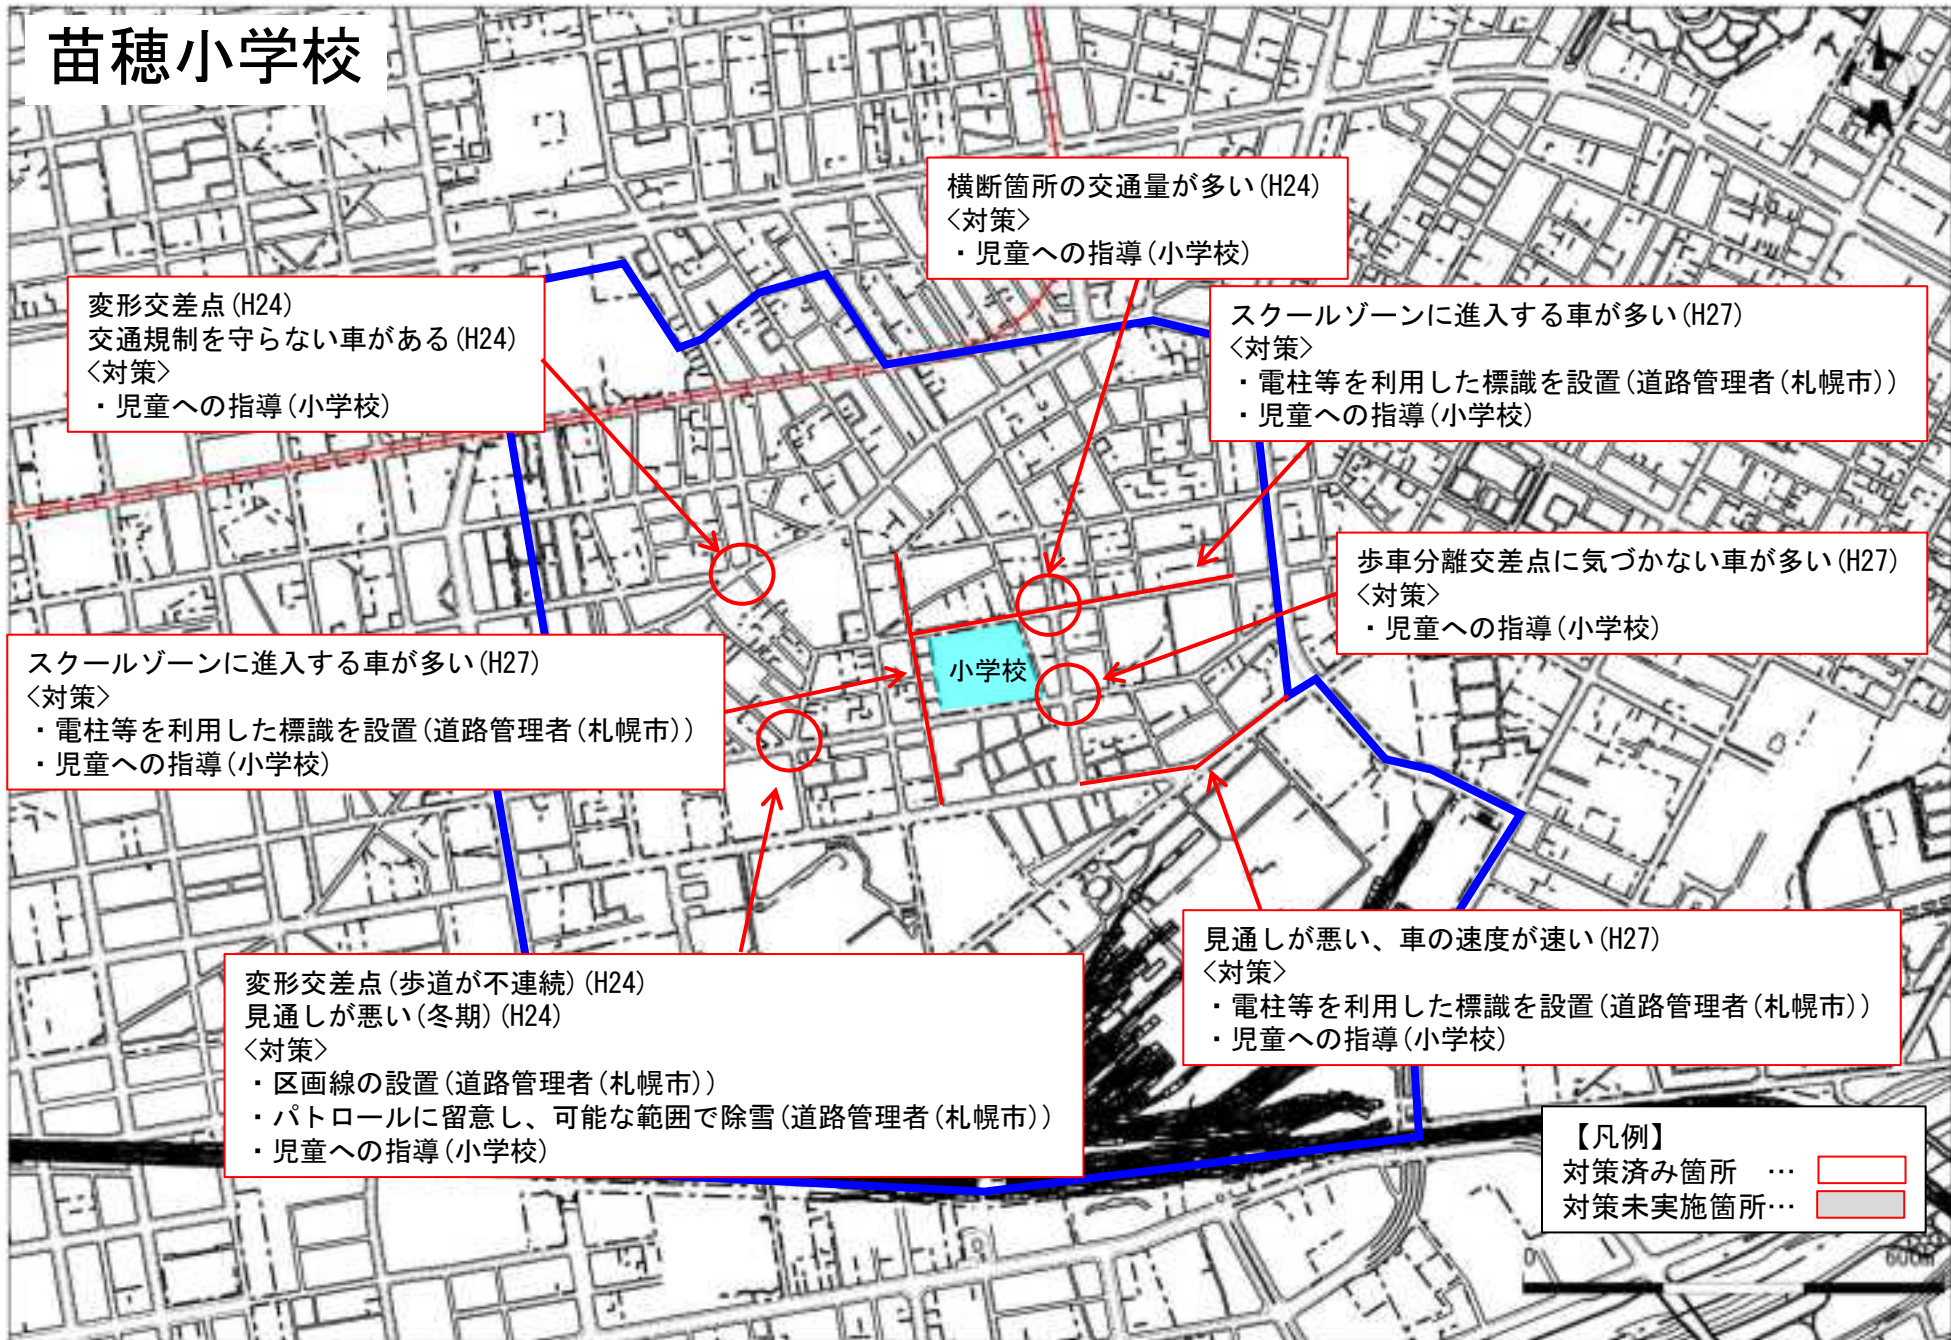 苗穂小学校
横断箇所の交通量が多い(H24)
<対策>
・児童への指導(小学校)
変形交差点(H24)
交通規制を守らない車がある(H24)
<対策>
・児童への指導(小学校)
スクールゾーンに進入する車が多い(H27)
<対策>
・電柱等を利用した標識を設置(道路管理者(札幌市))
・児童への指導(小学校)
歩車分離交差点に気づかない車が多い(H27)
<対策>
・児童への指導(小学校)
スクールゾーンに進入する車が多い(H27)
<対策>
・電柱等を利用した標識を設置(道路管理者(札幌市))
・児童への指導(小学校)
小学校
見通しが悪い、車の速度が速い(H27)
<対策>
・電柱等を利用した標識を設置(道路管理者(札幌市))
・児童への指導(小学校)
変形交差点(歩道が不連続)(H24)
見通しが悪い(冬期)(H24)
<対策>
・区画線の設置(道路管理者(札幌市))
・パトロールに留意し、可能な範囲で除雪(道路管理者(札幌市))
・児童への指導(小学校)
【凡例】
対策済み箇所 …
対策未実施箇所…
0
600m